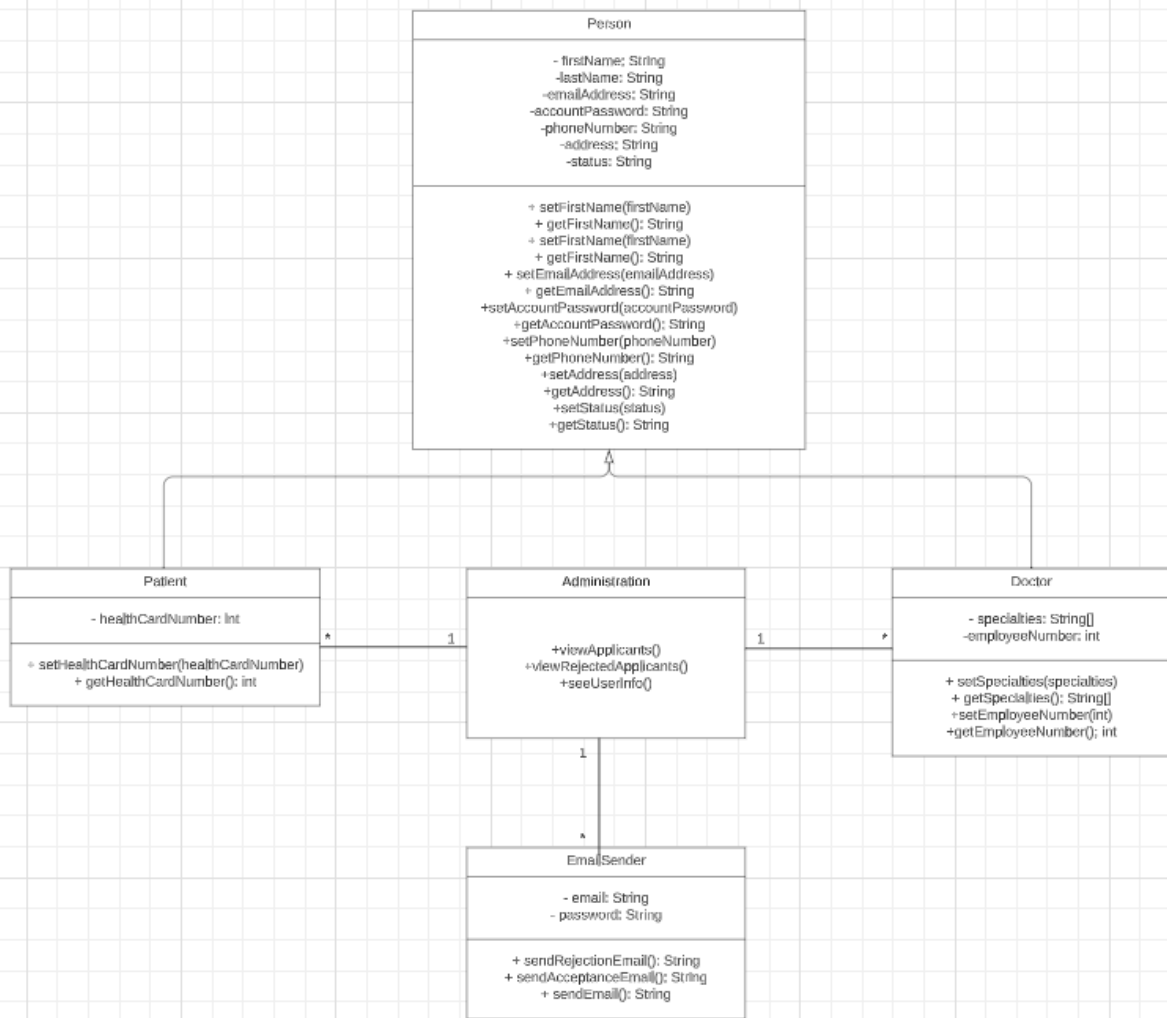 Person
- firstName: String
-lastName: String
-emailAddress: String
-accountPassword: String
-phoneNumber: String
-address: String
-status: String
+ setFirstName(firstName)
+ getFirstName(): String
+ setFirstName(firstName)
+ getFirstName(): String
+ setEmailAddress(emailAddress)
+ getEmailAddress(): String
+setAccountPassword(accountPassword)
+getAccountPassword(): String
+setPhoneNumber(phoneNumber)
+getPhoneNumber(): String
+setAddress(address)
+getAddress(): String
+setStatus(status)
+getStatus(): String
Patient
- healthCardNumber: Int
+ setHealthCardNumber(healthCardNumber)
+ getHealthCardNumber(): int
*
1
Administration
+viewApplicants()
+viewRejectedApplicants()
+seeUserInfo()
1
*
Doctor
- specialties: String[]
-employeeNumber: int
+ setSpecialties(specialties)
+ getSpecialties(): String[]
+setEmployeeNumber(int)
+getEmployeeNumber(): int
1
*
EmailSender
- email: String
- password: String
+ sendRejectionEmail(): String
+ sendAcceptanceEmail(): String
+ sendEmail(): String